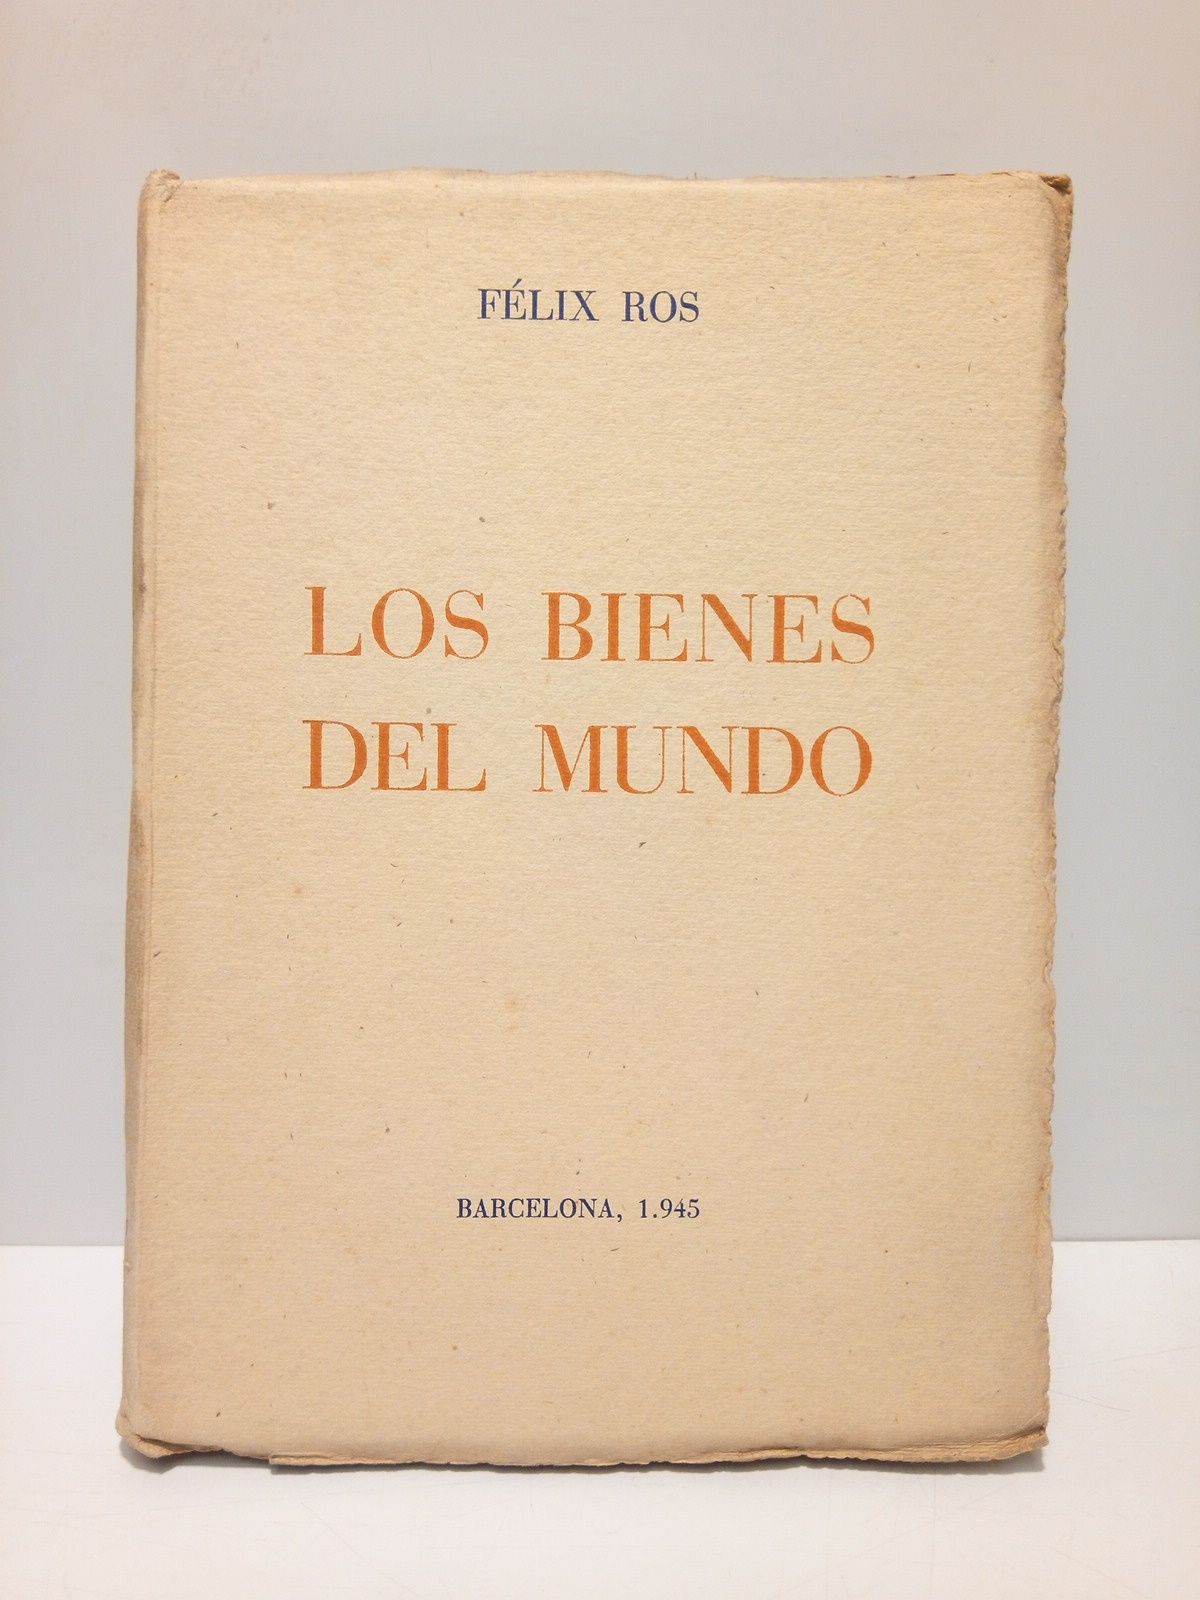 FÉLIX ROS
LOS BIENES
DEL MUNDO
BARCELONA, 1.945